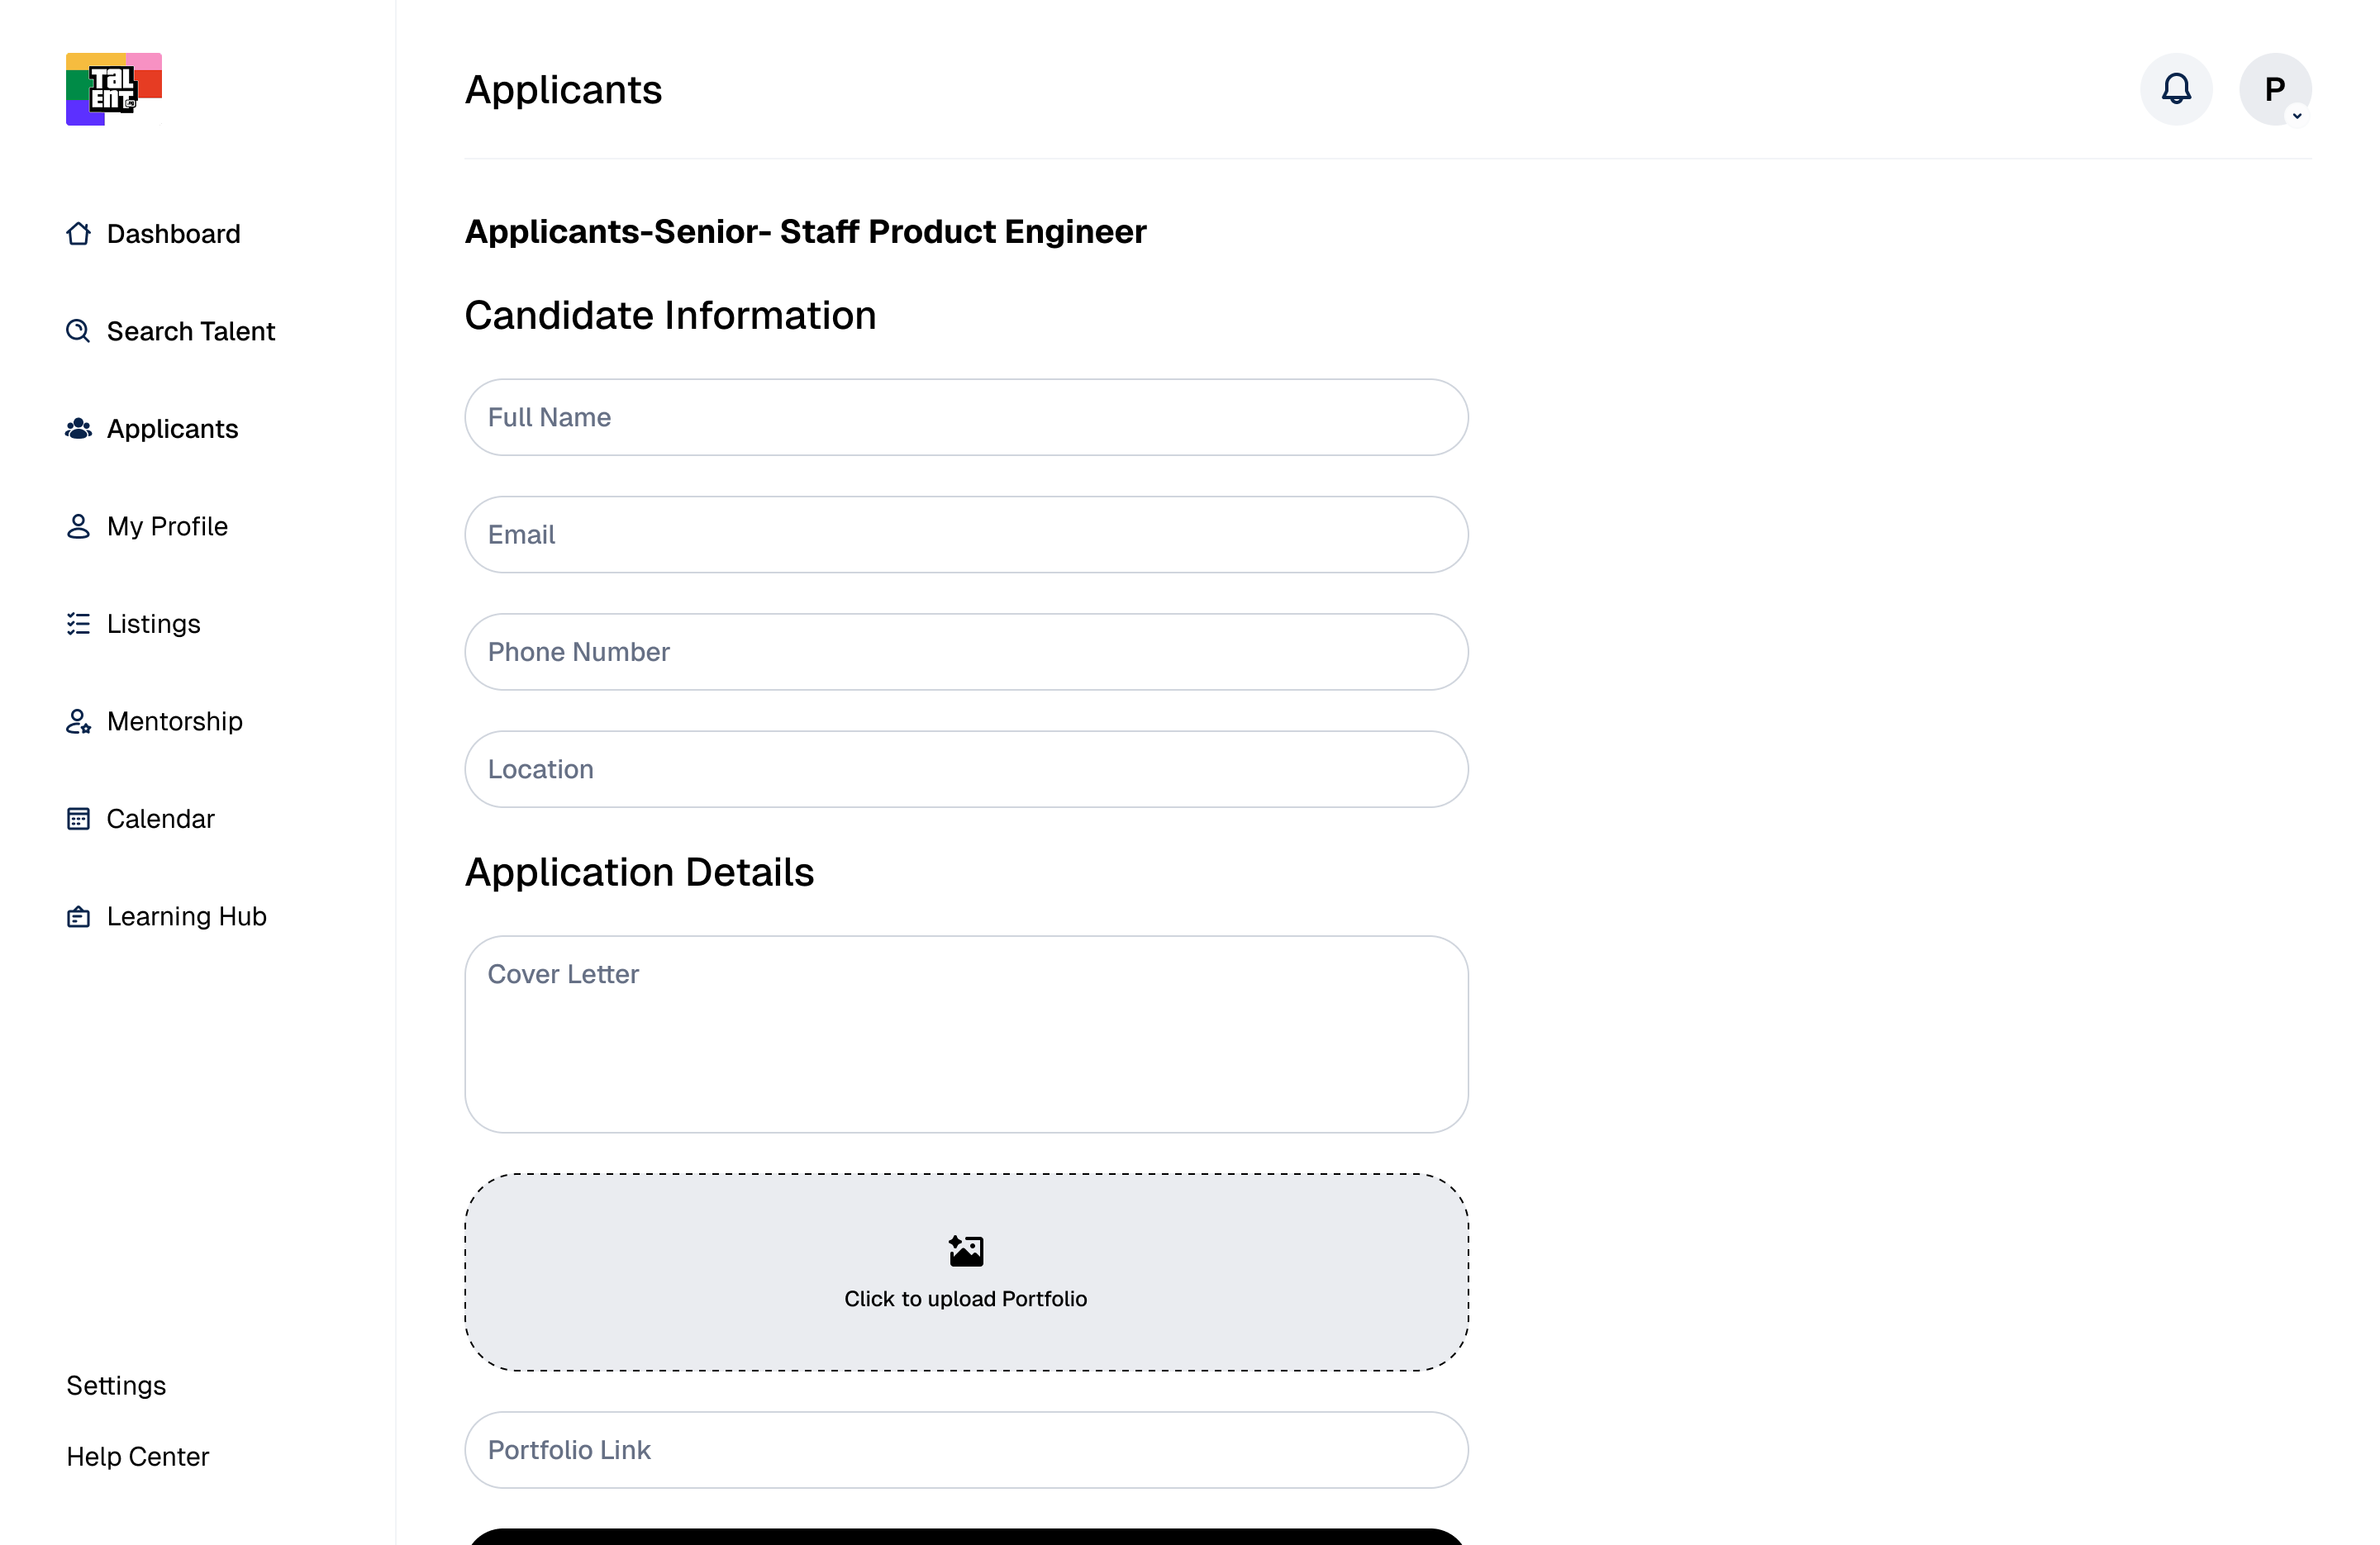 TaL
ENT
Dashboard
Search Talent
Applicants
My Profile
Listings
Mentorship
Calendar
Learning Hub
Settings
Help Center
Applicants
P
Applicants-Senior- Staff Product Engineer
Candidate Information
Full Name
Email
Phone Number
Location
Application Details
Cover Letter
Click to upload Portfolio
Portfolio Link